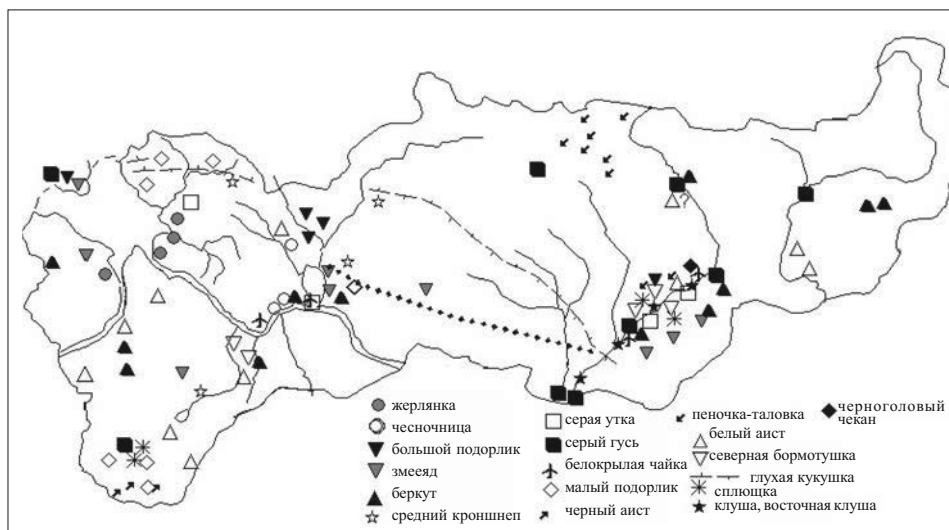 ?
жерлянка
чесночница
большой подорлик
змееяд
беркут
средний кроншнеп
серая утка
серый гусь
белокрылая чайка
малый подорлик
черный аист
пеночка-таловка
белый аист
северная бормотушка
глухая кукушка
сплющка
клуша, восточная клуша
черноголовый
чекан